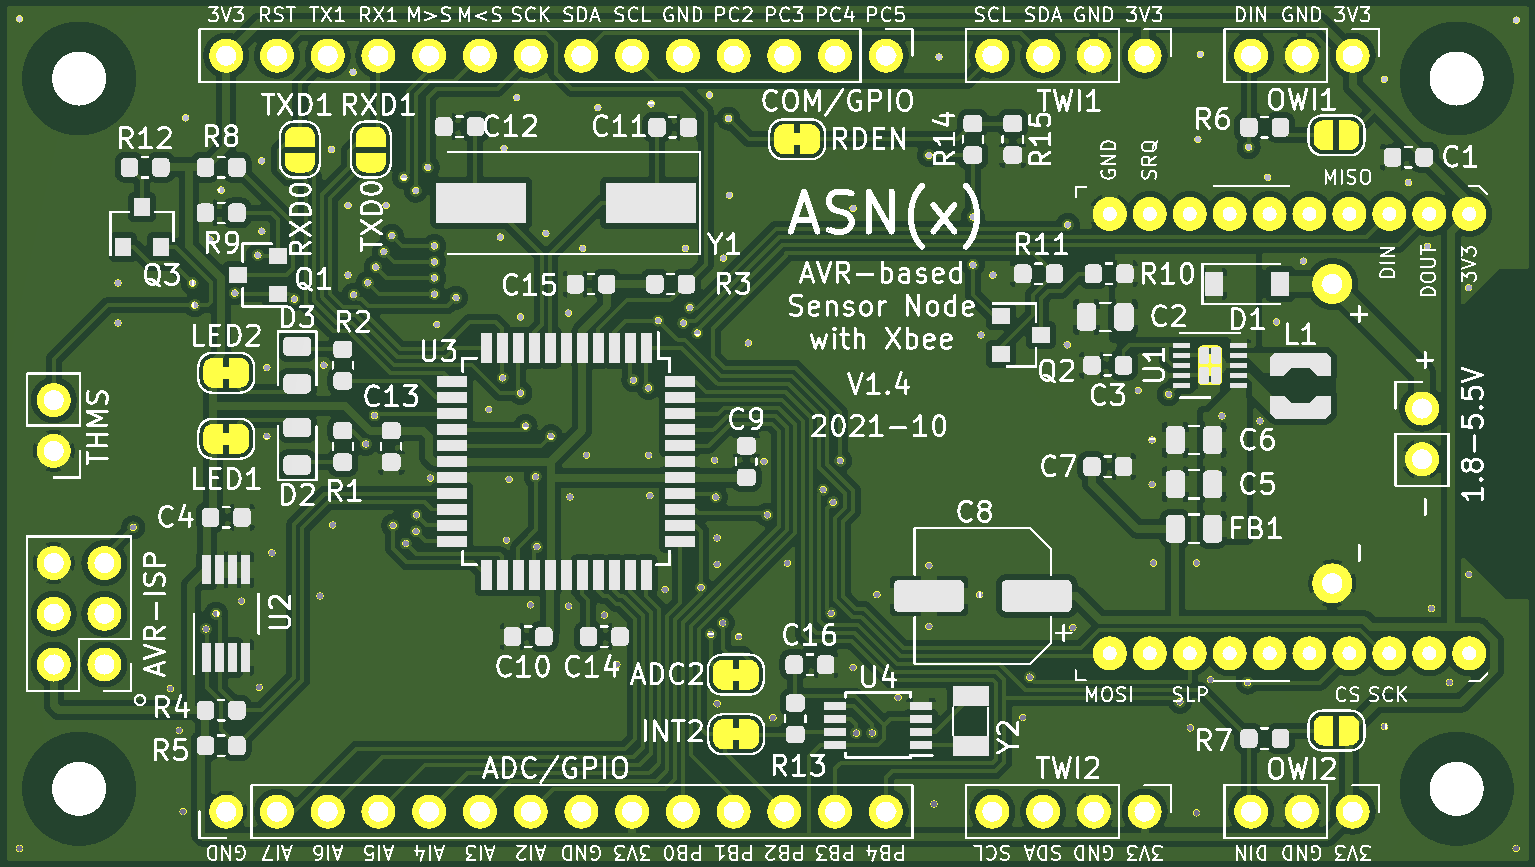 3V3 RST TX1 RX1 M>S M<S SCK SDA SCL GND PC2 PC3 PC4 PC5
SCL SDA GND 3V3
DIN GND 3V3
TXD1 RXD1
COM/GPIO
TWI1
OWI1
R12
R8
C12
C11
RDEN
R14
R15
R6
C1
GND
SRQ
MISO
RXD0
TXD0
ASN(x)
R9
Q3
Q1
Y1
C15
R3
AVR-based
Sensor Node
with Xbee
V1.4
2021-10
R11
R10
DIN
DOUT
3V3
D1
+
C2
L1
U1
Q2
C3
LED2
D3
R2
U3
C13
+
1.8-5.5V
-
THMS
LED1
D2
R1
C9
C7
C6
C5
FB1
C4
C8
+
-
AVR-ISP
U2
C10
C14
C16
ADC2
U4
INT2
R13
Y2
R4
R5
MOSI
SLP
CS SCK
R7
ADC/GPIO
TWI2
OWI2
GND AI7 AI6 AI5 AI4 AI3 AI2 GND 3V3 PB0 PB1 PB2 PB3 PB4
SCL SDA GND 3V3
DIN GND 3V3